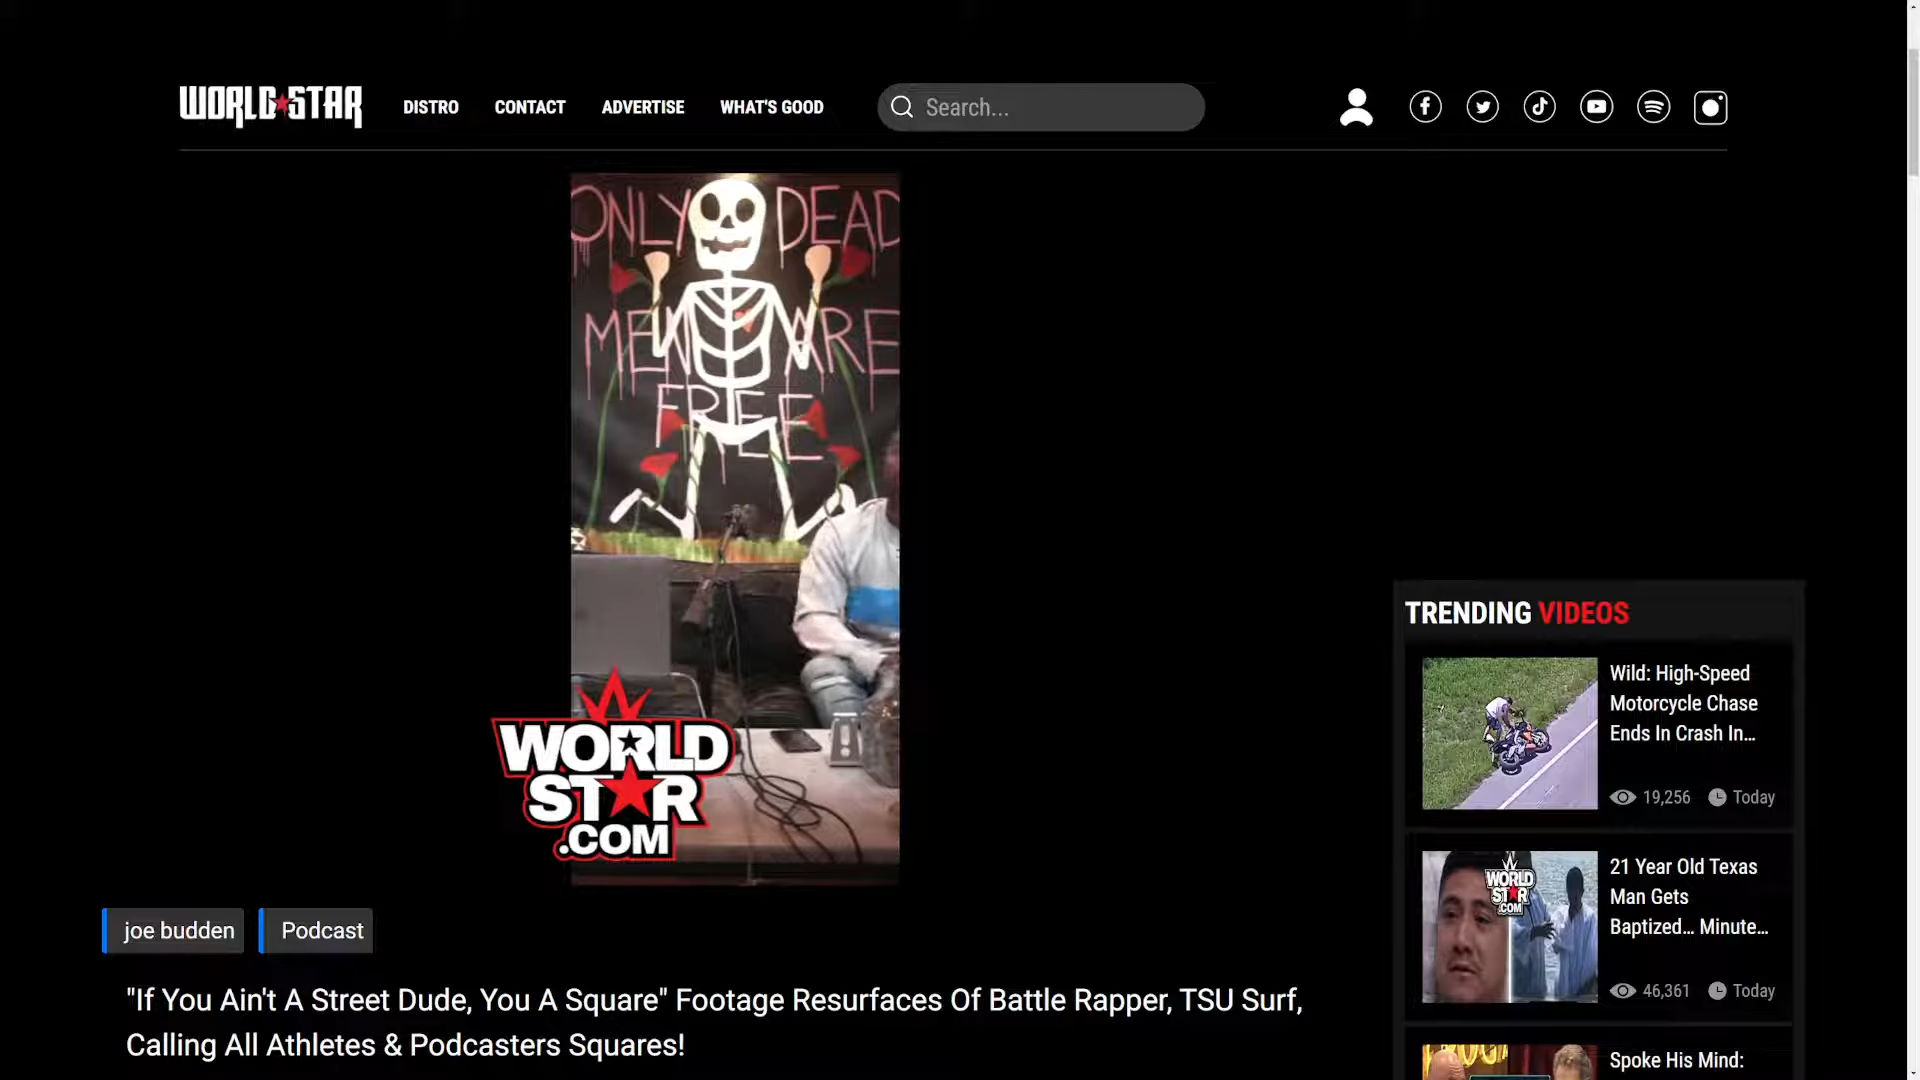 WORLD STAR
DISTRO
CONTACT
ADVERTISE
WHAT'S GOOD
Search...
ONLY DEAD
MEN ARE
FREE
WORLD
STAR
.COM
joe budden
Podcast
"If You Ain't A Street Dude, You A Square" Footage Resurfaces Of Battle Rapper, TSU Surf,
Calling All Athletes & Podcasters Squares!
TRENDING VIDEOS
Wild: High-Speed
Motorcycle Chase
Ends In Crash In...
19,256
Today
WORLD
STAR
.COM
21 Year Old Texas
Man Gets
Baptized... Minute...
46,361
Today
Spoke His Mind: